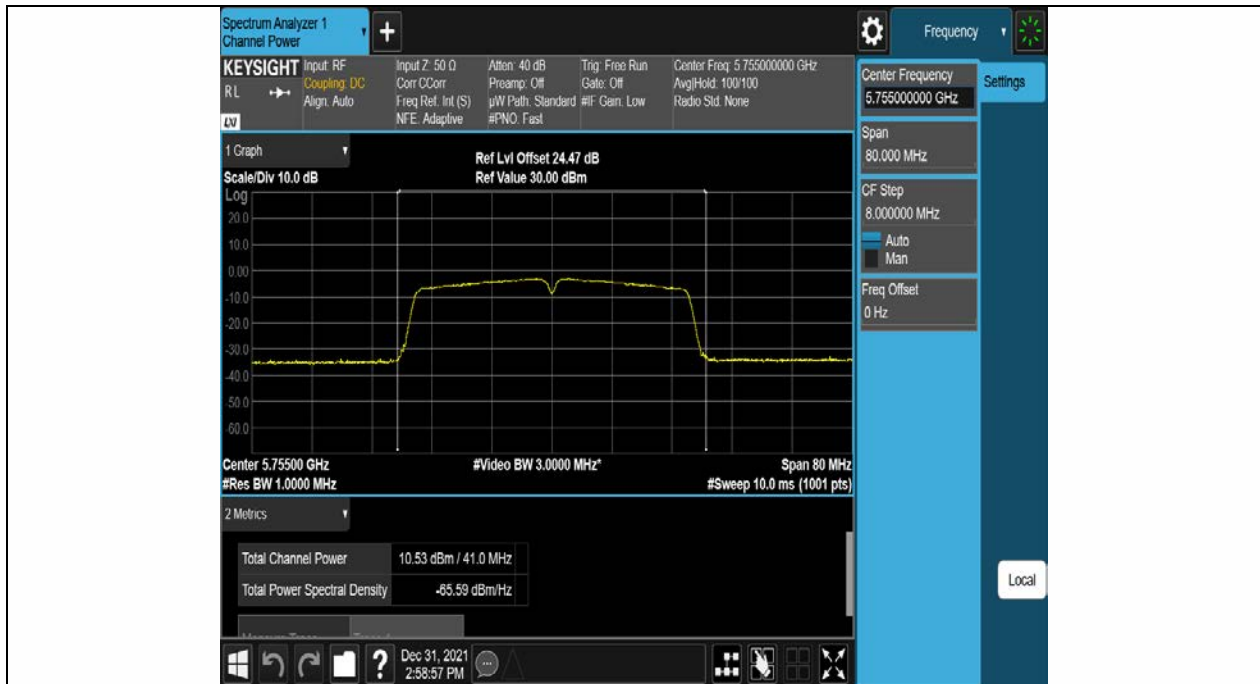 Spectrum Analyzer 1
Channel Power
+
Frequency
KEYSIGHT
RL
LXI
Input: RF
Coupling: DC
Align: Auto
Input Z: 50 Ω
Corr CCorr
Freq Ref: Int (S)
NFE: Adaptive
Atten: 40 dB
Preamp: Off
µW Path: Standard
#PNO: Fast
Trig: Free Run
Gate: Off
#IF Gain: Low
Center Freq: 5.755000000 GHz
Avg|Hold: 100/100
Radio Std: None
Center Frequency
5.755000000 GHz
Settings
Span
80.000 MHz
CF Step
8.000000 MHz
Auto
Man
Freq Offset
0 Hz
Local
1 Graph
Scale/Div 10.0 dB
Ref Lvl Offset 24.47 dB
Ref Value 30.00 dBm
Log
20.0
10.0
0.00
-10.0
-20.0
-30.0
-40.0
-50.0
-60.0
Center 5.75500 GHz
#Video BW 3.0000 MHz*
Span 80 MHz
#Res BW 1.0000 MHz
#Sweep 10.0 ms (1001 pts)
2 Metrics
Total Channel Power 10.53 dBm / 41.0 MHz
Total Power Spectral Density -65.59 dBm/Hz
?
Dec 31, 2021
2:58:57 PM